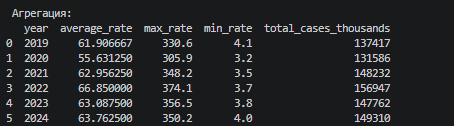 Агрегация:
year average_rate max_rate min_rate total_cases_thousands
0 2019 61.906667 330.6 4.1 137417
1 2020 55.631250 305.9 3.2 131586
2 2021 62.956250 348.2 3.5 148232
3 2022 66.850000 374.1 3.7 156947
4 2023 63.087500 356.5 3.8 147762
5 2024 63.762500 350.2 4.0 149310